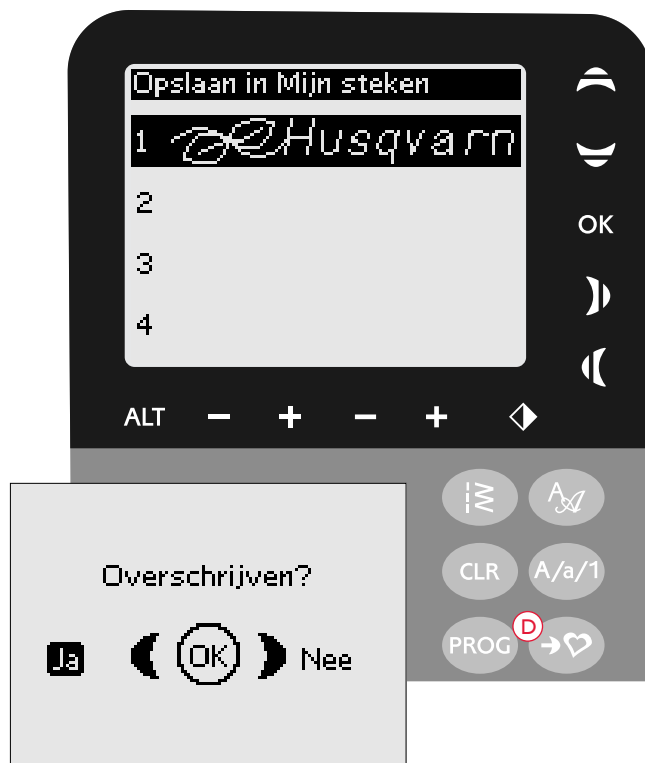 Opslaan in Mijn steken
1 Husqvarn
2
OK
3
4
ALT - + - +
A A
Overschrijven?
CLR A/a/1
D
Ja OK Nee
PROG